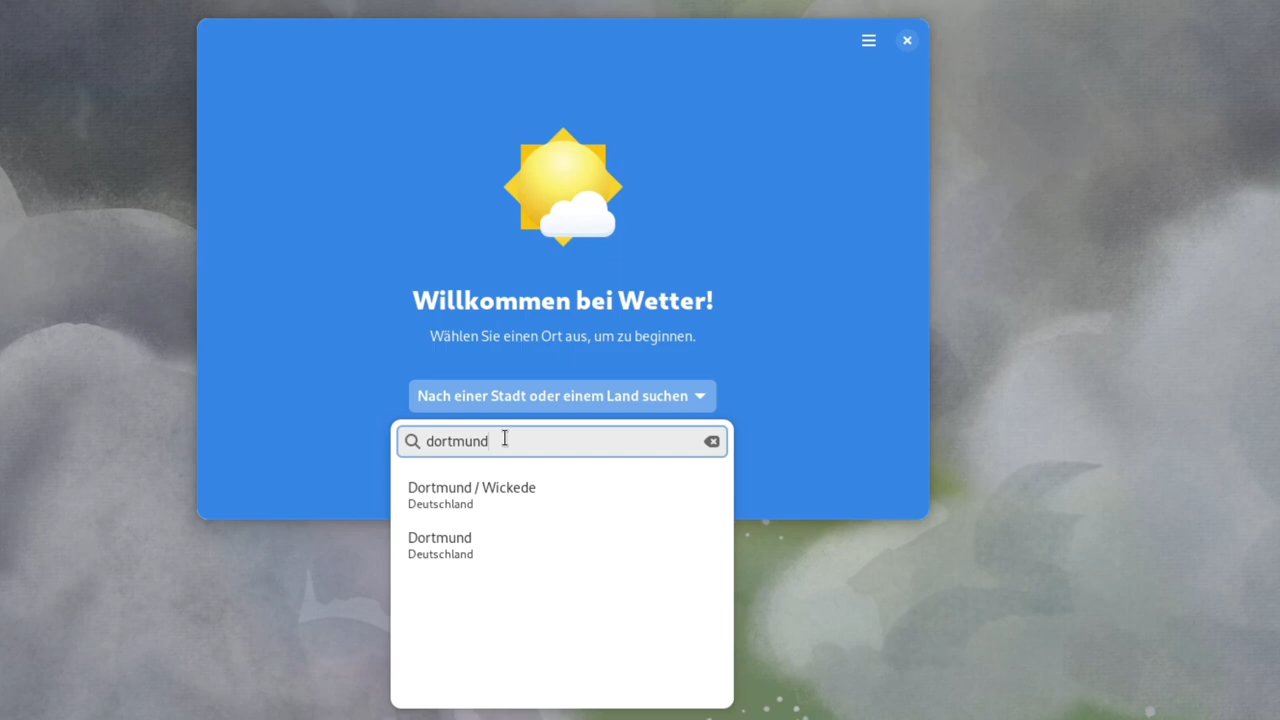 Willkommen bei Wetter!
Wählen Sie einen Ort aus, um zu beginnen.
Nach einer Stadt oder einem Land suchen
dortmund
Dortmund / Wickede
Deutschland
Dortmund
Deutschland